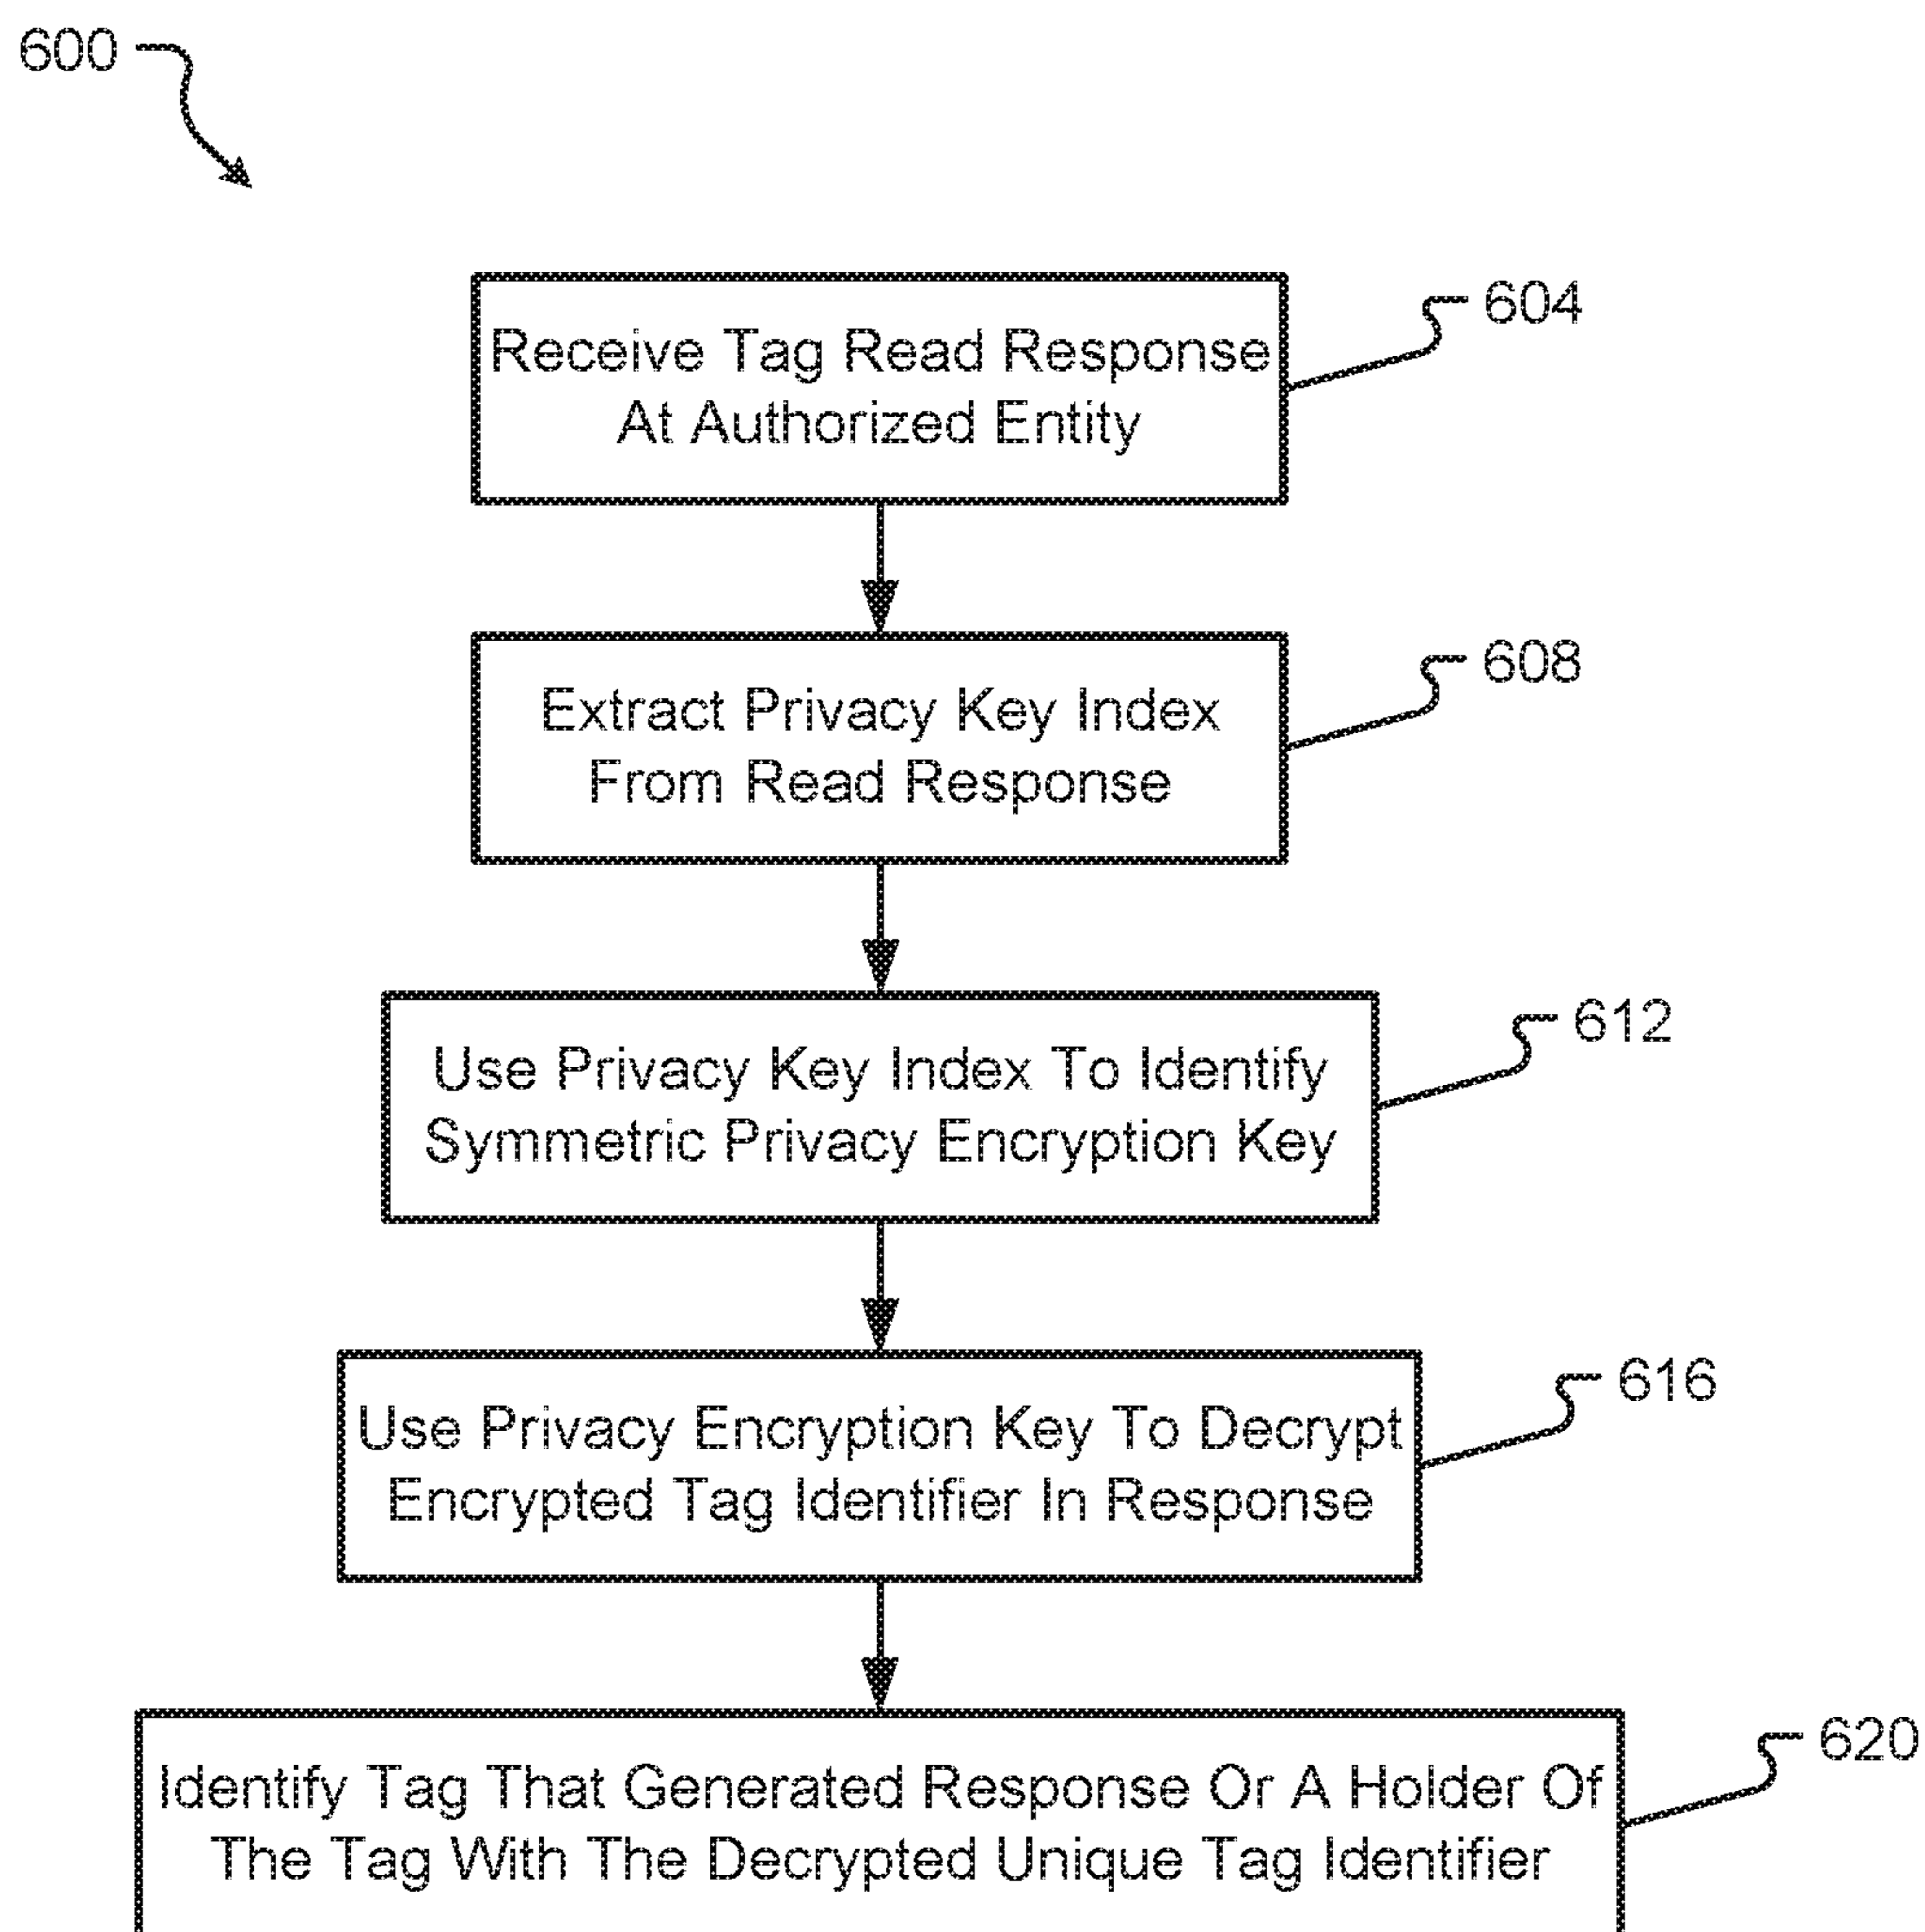 600
Receive Tag Read Response
At Authorized Entity
604
Extract Privacy Key Index
From Read Response
608
Use Privacy Key Index To Identify
Symmetric Privacy Encryption Key
612
Use Privacy Encryption Key To Decrypt
Encrypted Tag Identifier In Response
616
Identify Tag That Generated Response Or A Holder Of
The Tag With The Decrypted Unique Tag Identifier
620